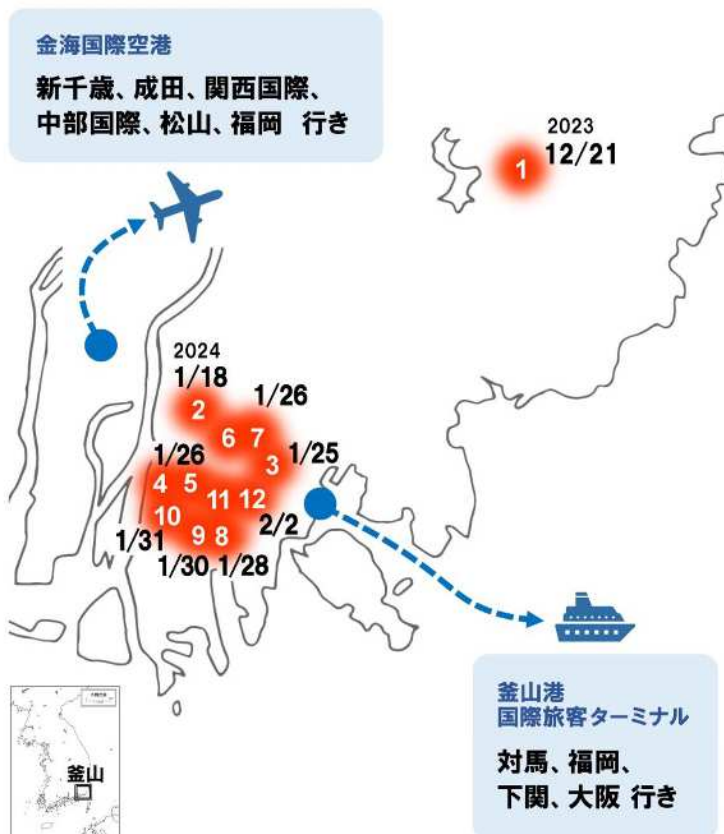 金海国際空港
新千歳、成田、関西国際、
中部国際、松山、福岡 行き
2023
12/21
1
2024
1/18
2
1/26
6
7
1/26
3
1/25
4
5
11
12
10
2/2
1/31
9
8
1/30
1/28
釜山港
国際旅客ターミナル
対馬、福岡、
下関、大阪 行き
釜山